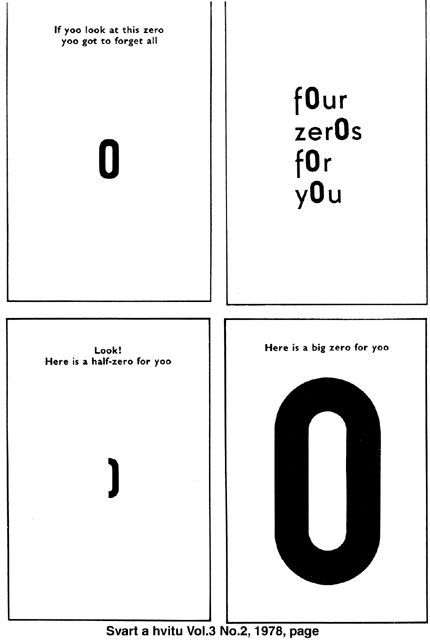 If yoo look at this zero
yoo got to forget all
0
f0ur
zer0s
f0r
y0u
Look!
Here is a half-zero for yoo
Here is a big zero for yoo
0
Svart a hvitu Vol.3 No.2, 1978, page